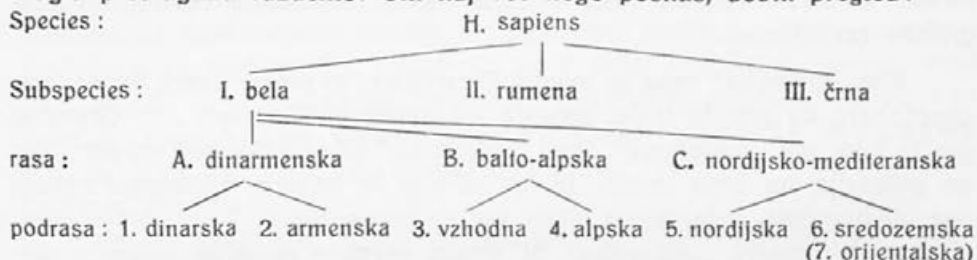 Species : H. sapiens
Subspecies : I. bela II. rumena III. črna
rasa : A. dinarmenska B. balto-alpska C. nordijsko-mediteranska
podrasa : 1. dinarska 2. armenska 3. vzhodna 4. alpska 5. nordijska 6. sredozemska
(7. orijentalska)